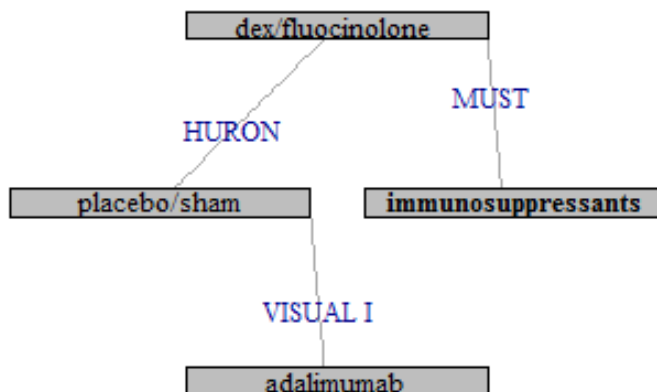 dex/fluocinolone
MUST
HURON
placebo/sham
immunosuppressants
VISUAL I
adalimumab